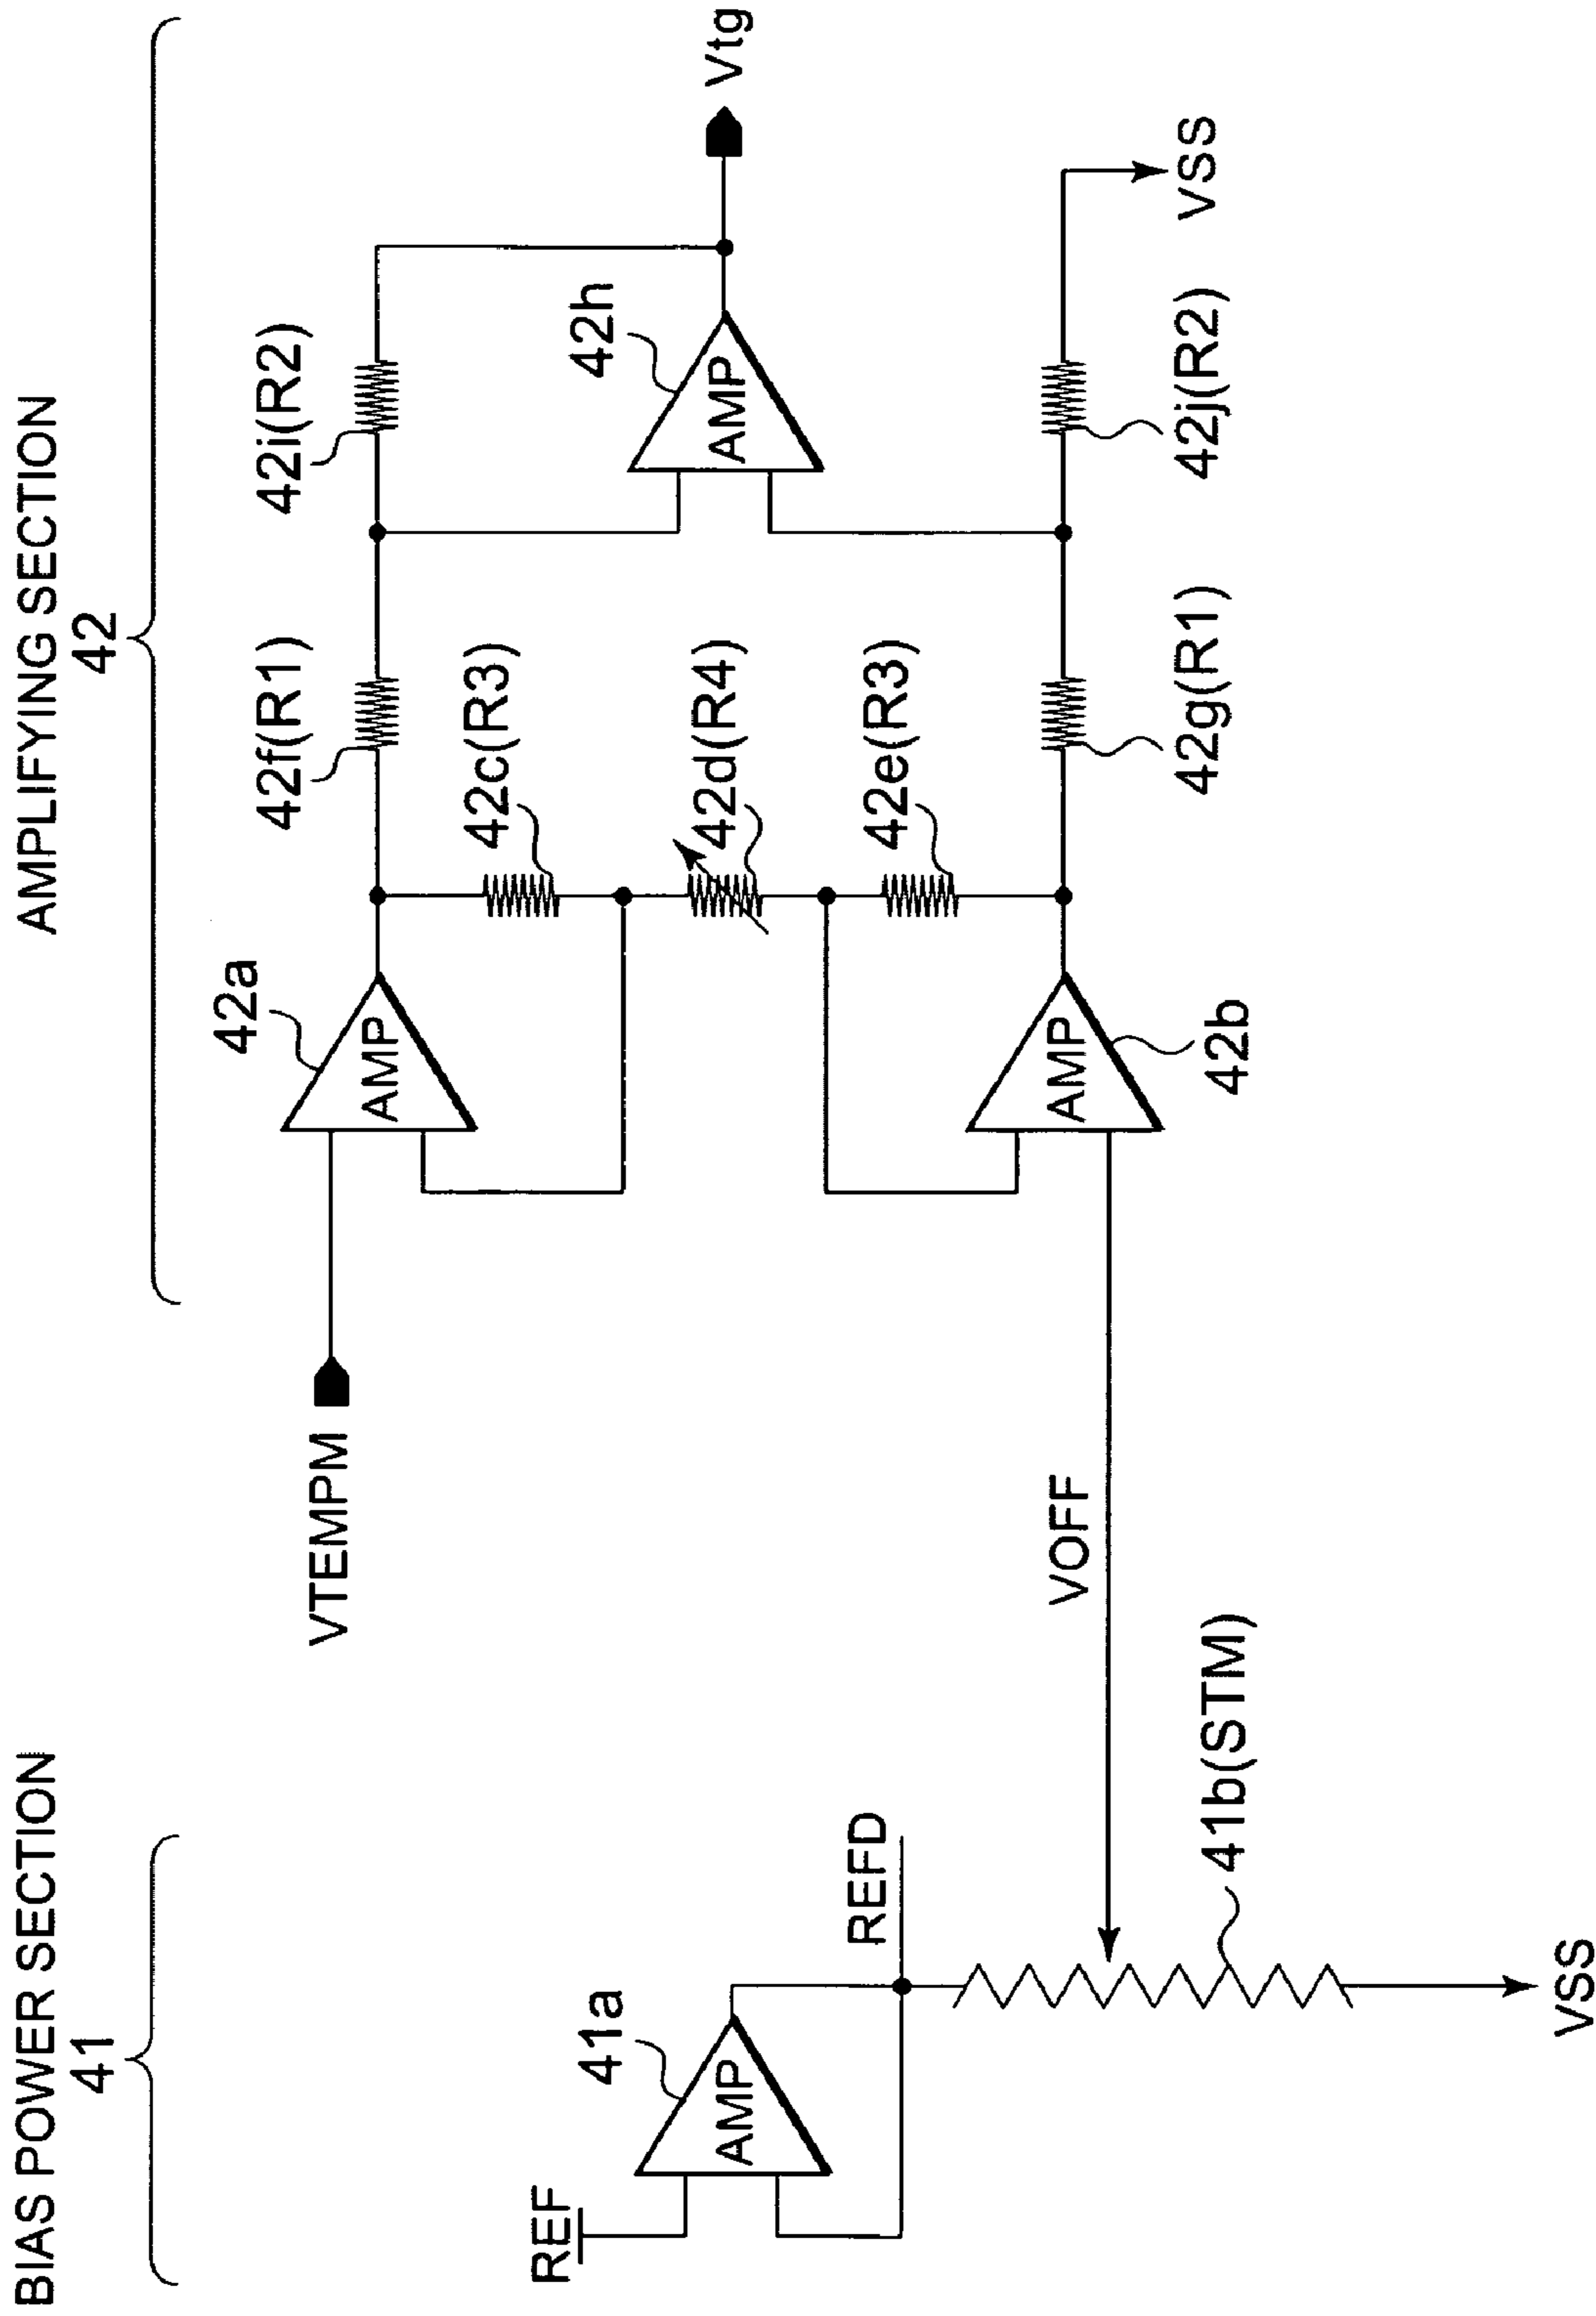 BIAS POWER SECTION
41
AMPLIFYING SECTION
42
REF
41a
AMP
REFD
41b(STM)
VSS
VOFF
VTEMPM
42a
AMP
42b
AMP
42c(R3)
42d(R4)
42e(R3)
42f(R1)
42g(R1)
42h
AMP
42i(R2)
42j(R2)
Vtg
VSS